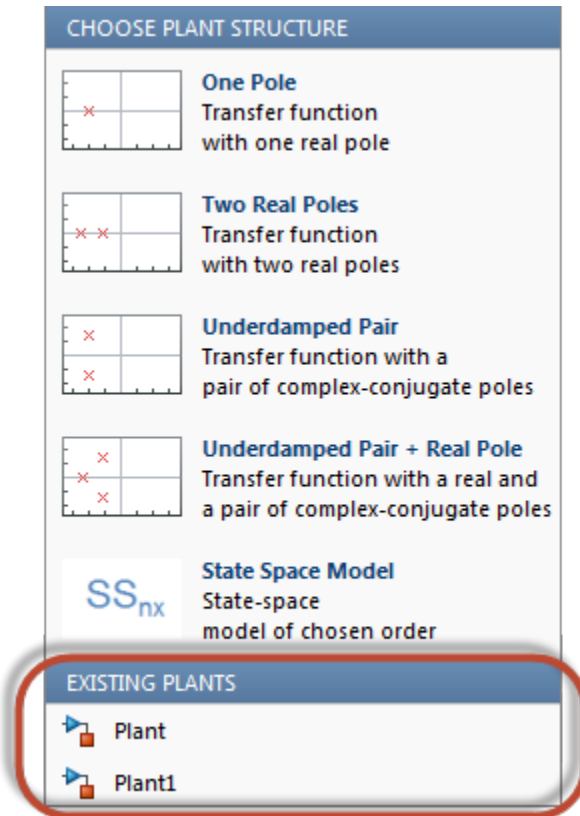 CHOOSE PLANT STRUCTURE
One Pole
Transfer function
with one real pole
Two Real Poles
Transfer function
with two real poles
Underdamped Pair
Transfer function with a
pair of complex-conjugate poles
Underdamped Pair + Real Pole
Transfer function with a real and
a pair of complex-conjugate poles
SSnx
State Space Model
State-space
model of chosen order
EXISTING PLANTS
Plant
Plant1